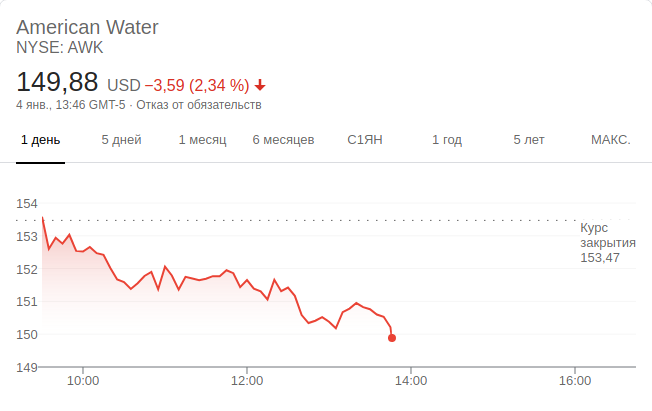 American Water
NYSE: AWK
149,88 USD −3,59 (2,34 %)
4 янв., 13:46 GMT-5 · Отказ от обязательств
1 день 5 дней 1 месяц 6 месяцев С1ЯН 1 год 5 лет МАКС.
154
153
152
151
150
149
Курс
закрытия
153,47
10:00 12:00 14:00 16:00